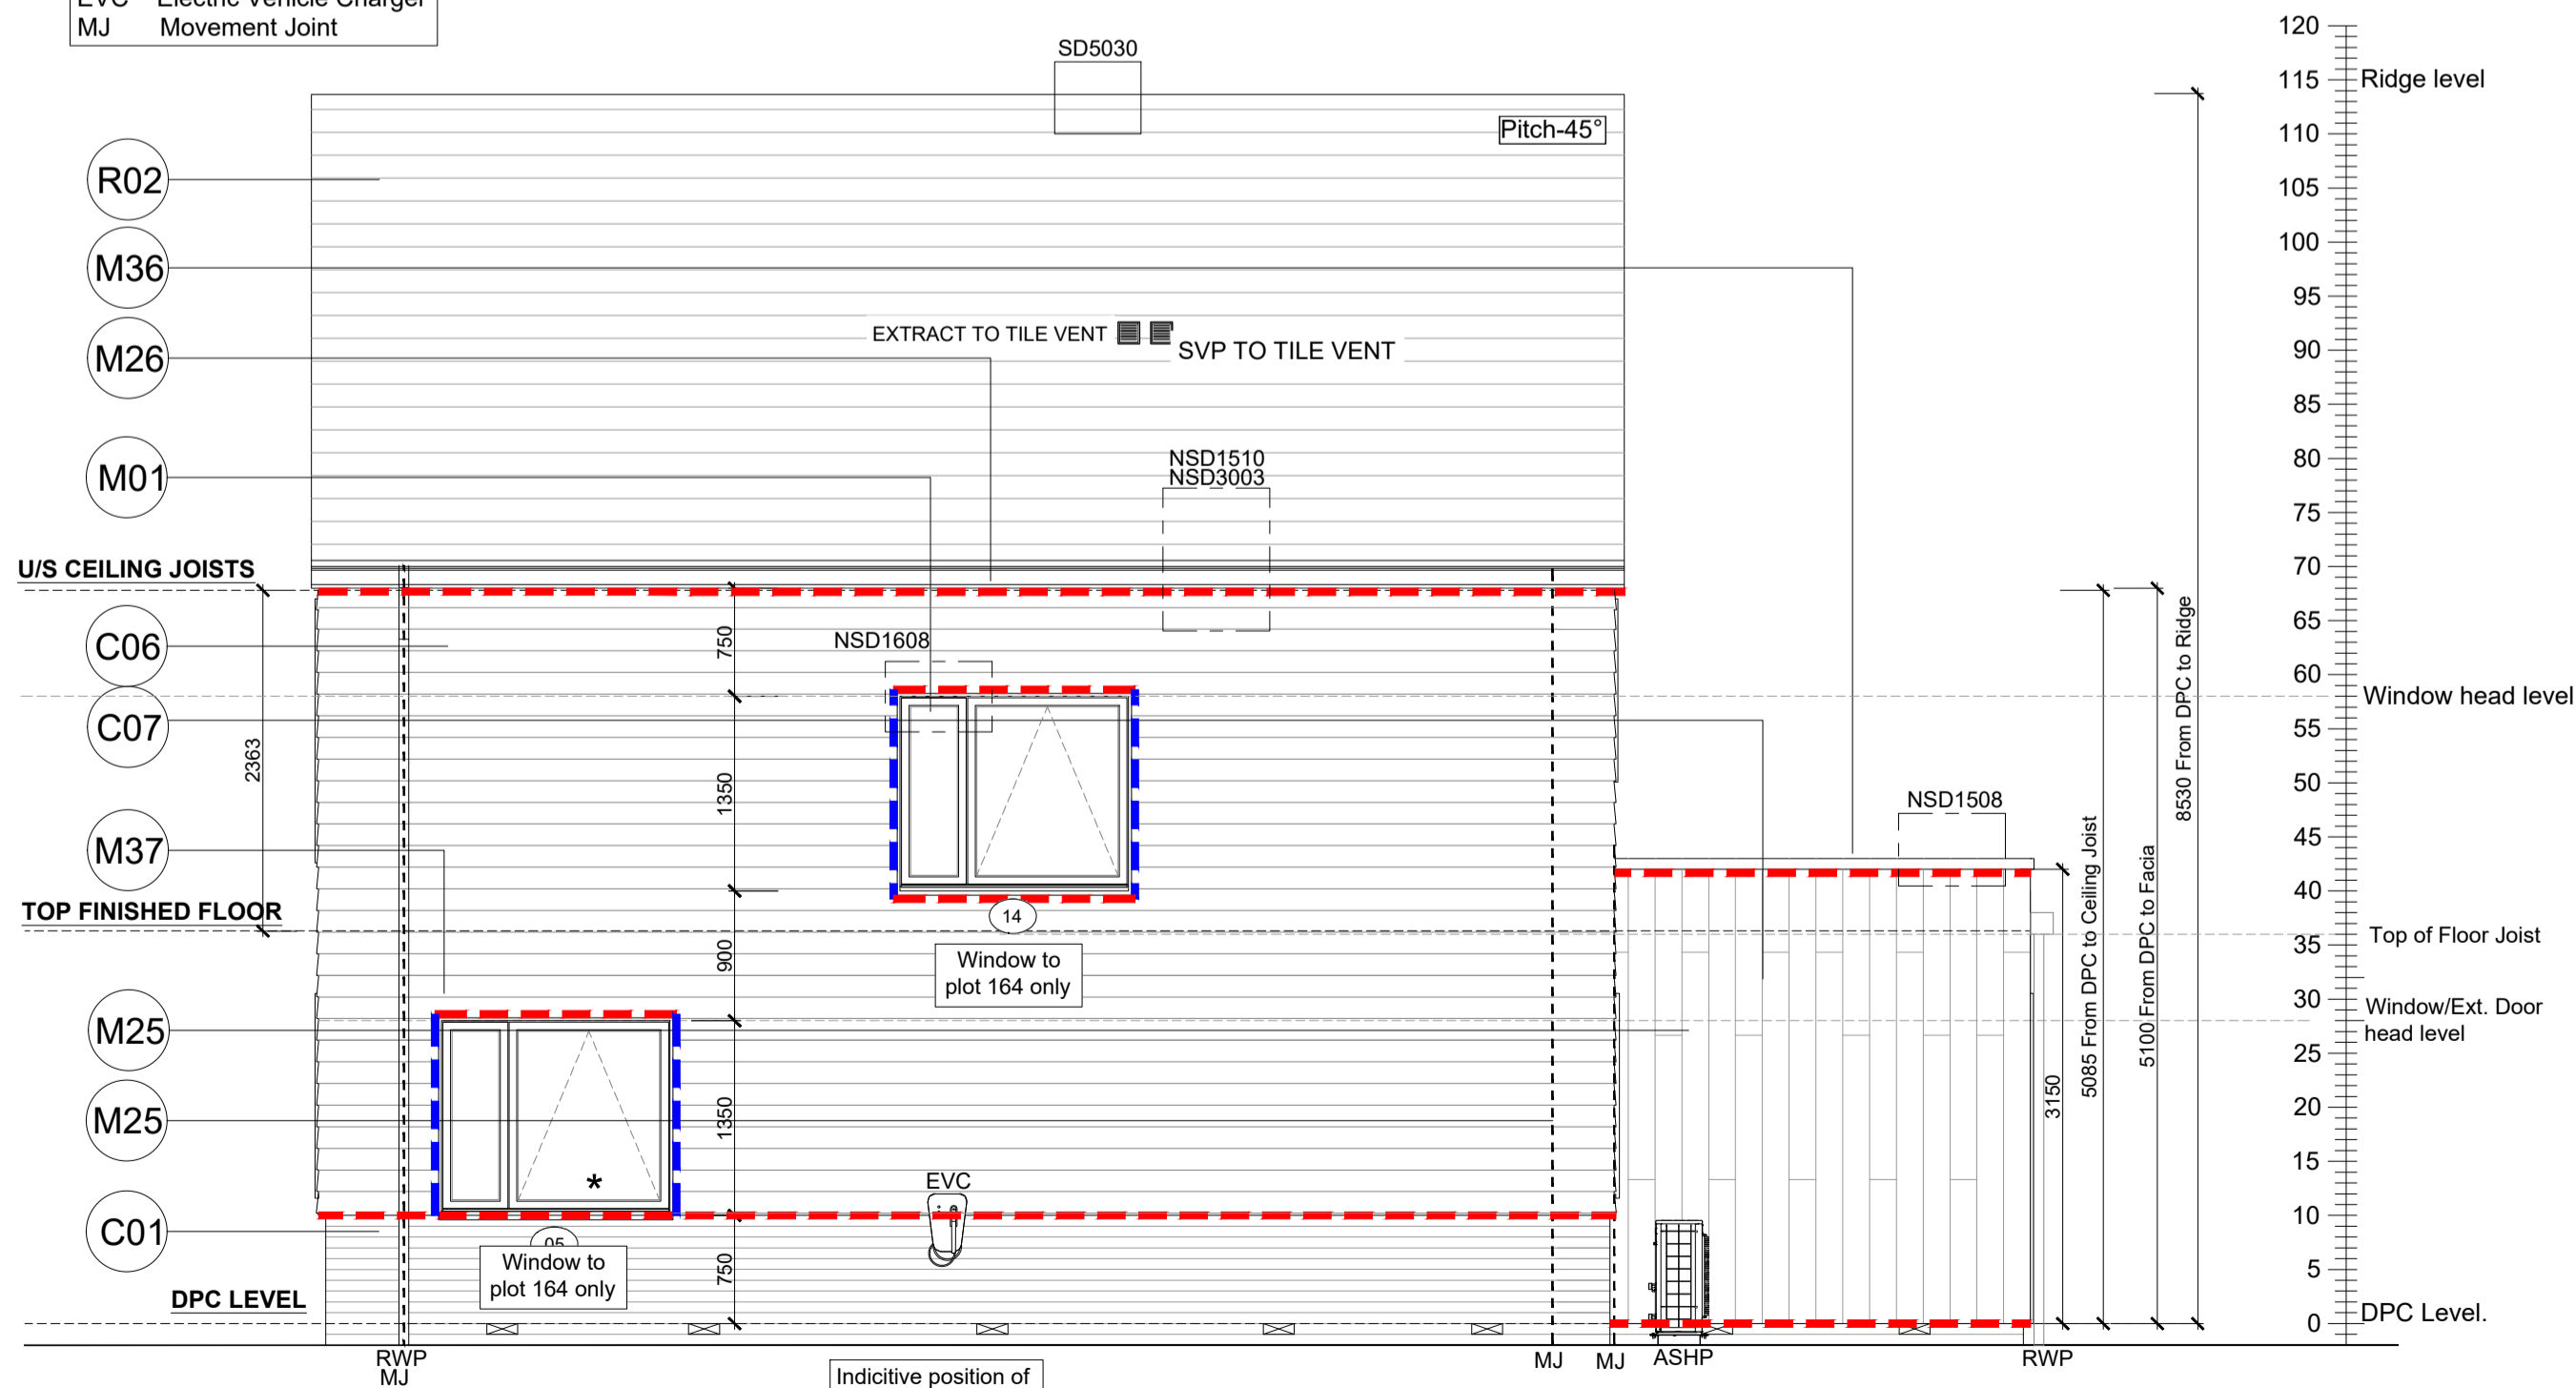 EVC Electric Vehicle Charger
MJ Movement Joint
SD5030
Pitch-45°
R02
M36
M26
M01
EXTRACT TO TILE VENT
SVP TO TILE VENT
NSD1510
NSD3003
U/S CEILING JOISTS
C06
C07
M37
2363
NSD1608
750
1350
900
1350
750
14
Window to
plot 164 only
NSD1508
TOP FINISHED FLOOR
M25
M25
C01
*
EVC
05
Window to
plot 164 only
DPC LEVEL
RWP
MJ
Indicitive position of
MJ
MJ
ASHP
RWP
3150
5085 From DPC to Ceiling Joist
5100 From DPC to Facia
8530 From DPC to Ridge
120
115
110
105
100
95
90
85
80
75
70
65
60
55
50
45
40
35
30
25
20
15
10
5
0
Ridge level
Window head level
Top of Floor Joist
Window/Ext. Door
head level
DPC Level.